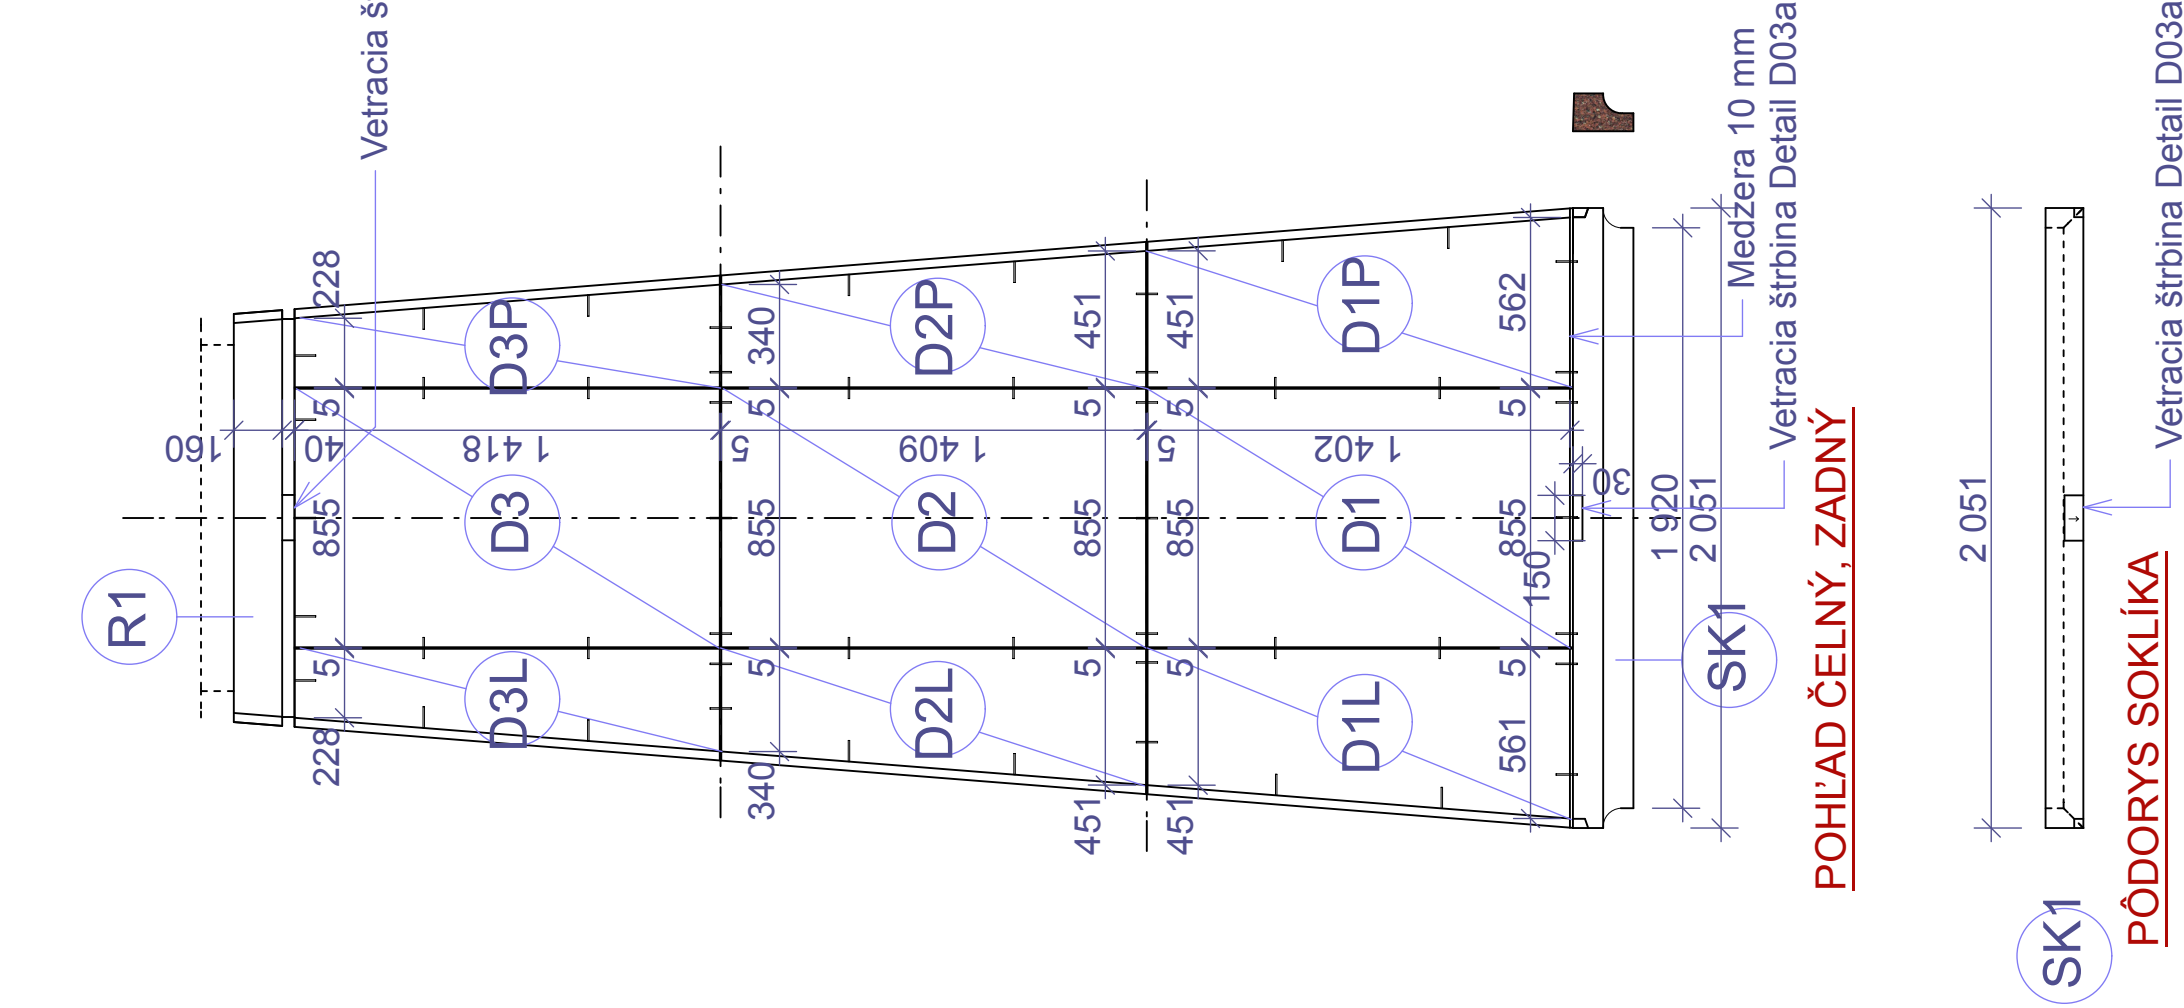 R1
160
40
1 418
5
1 409
5
1 402
30
Vetracia š
228
5
855
5
228
D3P
D3
D3L
340
5
855
5
340
D2P
D2
D2L
451
5
855
5
451
451
5
855
5
451
D1P
D1
D1L
562
5
855
5
561
150
1 920
2 051
SK1
Medzera 10 mm
Vetracia štrbina Detail D03a
POHĽAD ČELNÝ, ZADNÝ
2 051
SK1
Vetracia štrbina Detail D03a
PÔDORYS SOKLÍKA